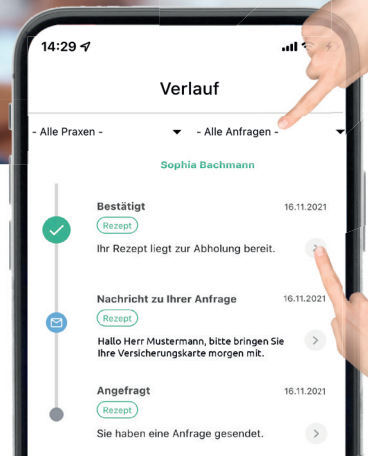 14:29
Verlauf
- Alle Praxen -
- Alle Anfragen -
Sophia Bachmann
Bestätigt
16.11.2021
Rezept
Ihr Rezept liegt zur Abholung bereit.
Nachricht zu Ihrer Anfrage
16.11.2021
Rezept
Hallo Herr Mustermann, bitte bringen Sie
Ihre Versicherungskarte morgen mit.
Angefragt
16.11.2021
Rezept
Sie haben eine Anfrage gesendet.